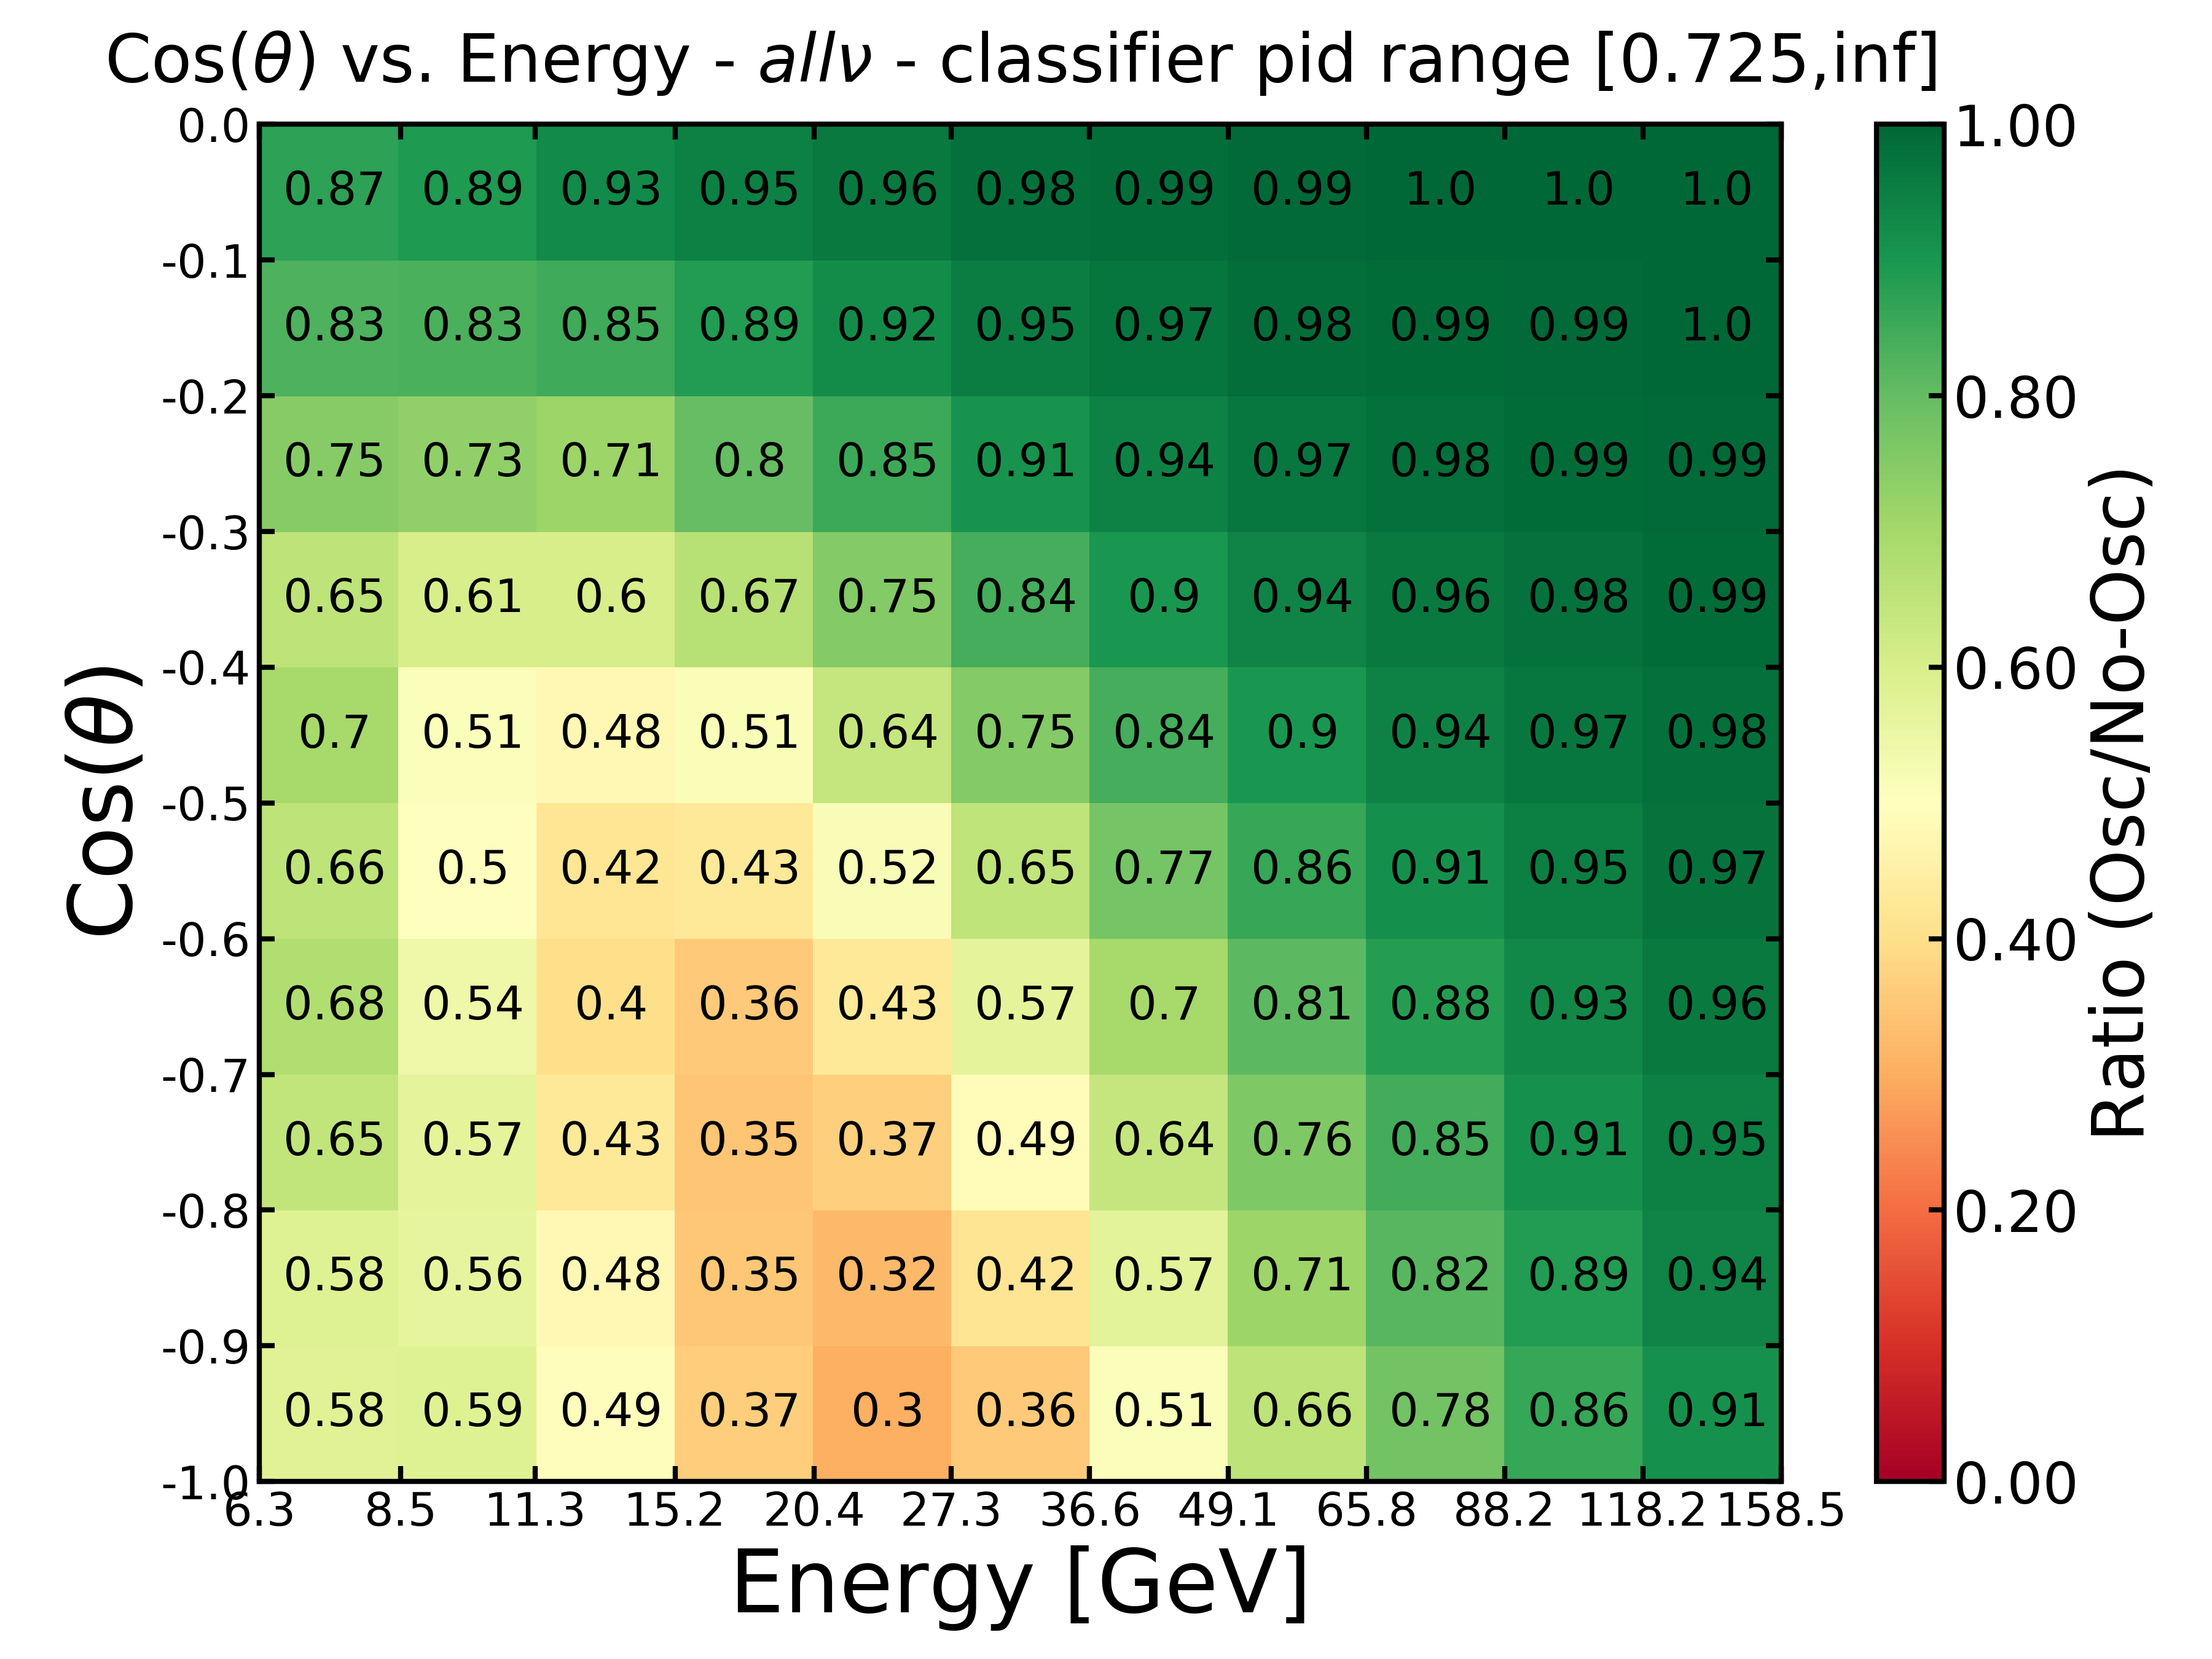 Cos(θ) vs. Energy - allν - classifier pid range [0.725,inf]
0.0
-0.1
-0.2
-0.3
-0.4
-0.5
-0.6
-0.7
-0.8
-0.9
-1.0
Cos(θ)
0.87 0.89 0.93 0.95 0.96 0.98 0.99 0.99 1.0 1.0 1.0
0.83 0.83 0.85 0.89 0.92 0.95 0.97 0.98 0.99 0.99 1.0
0.75 0.73 0.71 0.8 0.85 0.91 0.94 0.97 0.98 0.99 0.99
0.65 0.61 0.6 0.67 0.75 0.84 0.9 0.94 0.96 0.98 0.99
0.7 0.51 0.48 0.51 0.64 0.75 0.84 0.9 0.94 0.97 0.98
0.66 0.5 0.42 0.43 0.52 0.65 0.77 0.86 0.91 0.95 0.97
0.68 0.54 0.4 0.36 0.43 0.57 0.7 0.81 0.88 0.93 0.96
0.65 0.57 0.43 0.35 0.37 0.49 0.64 0.76 0.85 0.91 0.95
0.58 0.56 0.48 0.35 0.32 0.42 0.57 0.71 0.82 0.89 0.94
0.58 0.59 0.49 0.37 0.3 0.36 0.51 0.66 0.78 0.86 0.91
6.3 8.5 11.3 15.2 20.4 27.3 36.6 49.1 65.8 88.2 118.2 158.5
Energy [GeV]
1.00
0.80
0.60
0.40
0.20
0.00
Ratio (Osc/No-Osc)